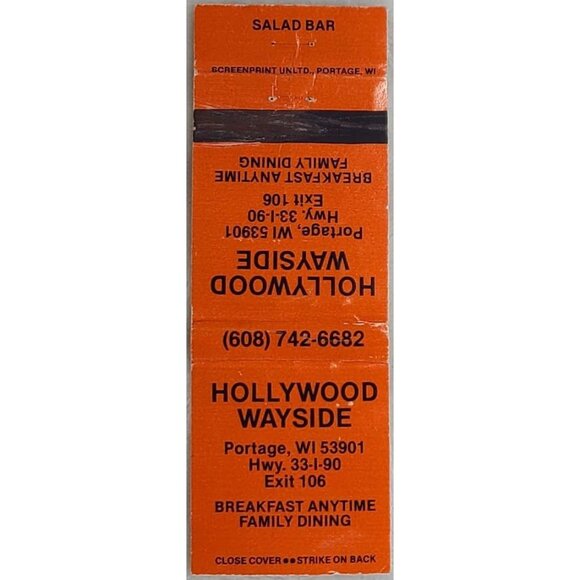 SALAD BAR
SCREENPRINT UNLTD., PORTAGE, WI
HOLLYWOOD
WAYSIDE
Portage, WI 53901
Hwy. 33-I-90
Exit 106
BREAKFAST ANYTIME
FAMILY DINING
(608) 742-6682
HOLLYWOOD
WAYSIDE
Portage, WI 53901
Hwy. 33-I-90
Exit 106
BREAKFAST ANYTIME
FAMILY DINING
CLOSE COVER ●● STRIKE ON BACK